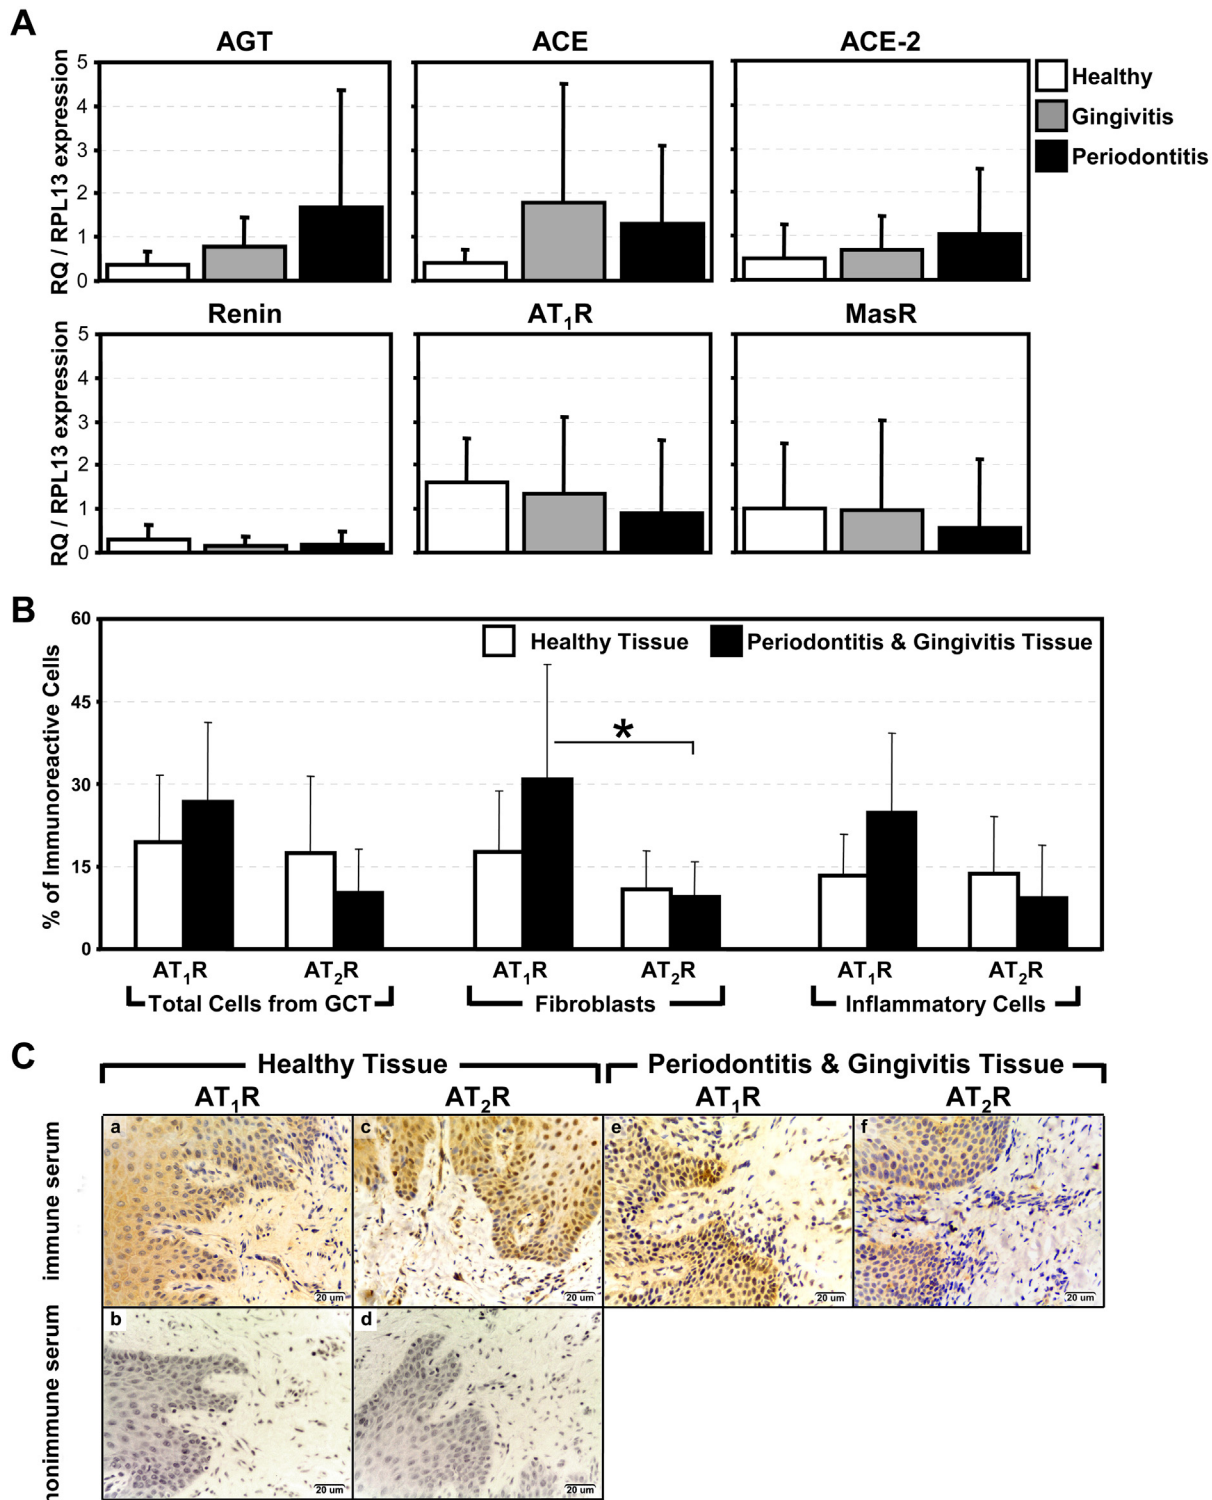 A
AGT ACE ACE-2
RQ / RPL13 expression
5
4
3
2
1
0
Healthy
Gingivitis
Periodontitis
Renin AT1R MasR
RQ / RPL13 expression
5
4
3
2
1
0
B
% of Immunoreactive Cells
60
45
30
15
0
Healthy Tissue Periodontitis & Gingivitis Tissue
*
AT1R AT2R AT1R AT2R AT1R AT2R
Total Cells from GCT Fibroblasts Inflammatory Cells
C
Healthy Tissue Periodontitis & Gingivitis Tissue
AT1R AT2R AT1R AT2R
immune serum
a c e f
20 um 20 um 20 um 20 um
nonimmune serum
b d
20 um 20 um